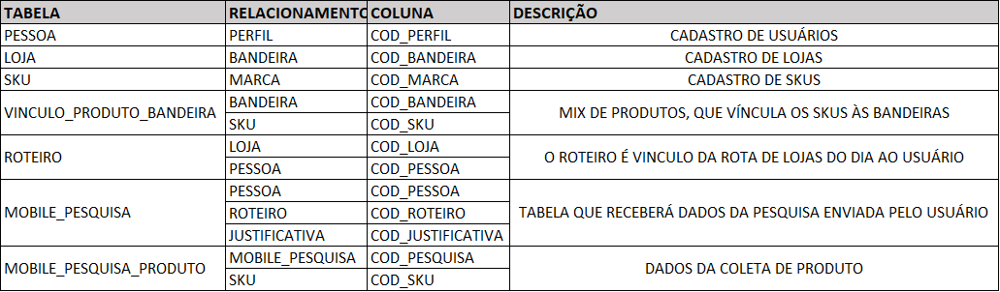 TABELA RELACIONAMENTO COLUNA DESCRIÇÃO
PESSOA PERFIL COD_PERFIL CADASTRO DE USUÁRIOS
LOJA BANDEIRA COD_BANDEIRA CADASTRO DE LOJAS
SKU MARCA COD_MARCA CADASTRO DE SKUS
VINCULO_PRODUTO_BANDEIRA BANDEIRA COD_BANDEIRA MIX DE PRODUTOS, QUE VÍNCULA OS SKUS ÀS BANDEIRAS
SKU COD_SKU
ROTEIRO LOJA COD_LOJA O ROTEIRO É VINCULO DA ROTA DE LOJAS DO DIA AO USUÁRIO
PESSOA COD_PESSOA
MOBILE_PESQUISA PESSOA COD_PESSOA TABELA QUE RECEBERÁ DADOS DA PESQUISA ENVIADA PELO USUÁRIO
ROTEIRO COD_ROTEIRO
JUSTIFICATIVA COD_JUSTIFICATIVA
MOBILE_PESQUISA_PRODUTO MOBILE_PESQUISA COD_PESQUISA DADOS DA COLETA DE PRODUTO
SKU COD_SKU